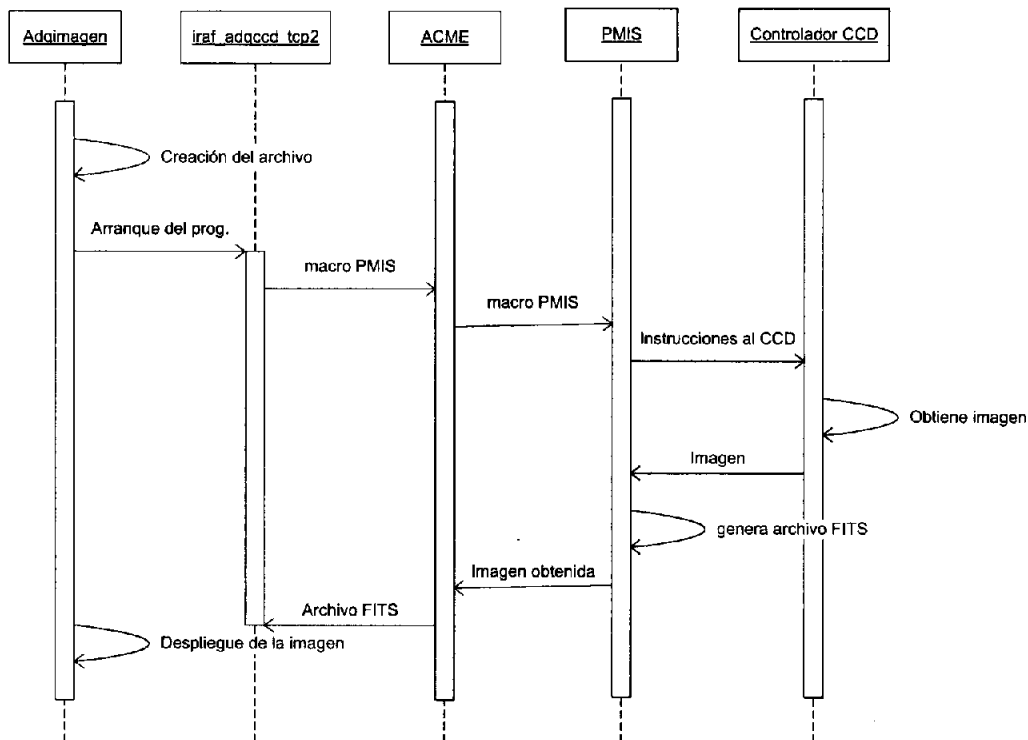 Adqimagen
iraf_adqccd_tcp2
ACME
PMIS
Controlador CCD
Creación del archivo
Arranque del prog.
macro PMIS
macro PMIS
Instrucciones al CCD
Obtiene imagen
Imagen
genera archivo FITS
Imagen obtenida
Archivo FITS
Despliegue de la imagen